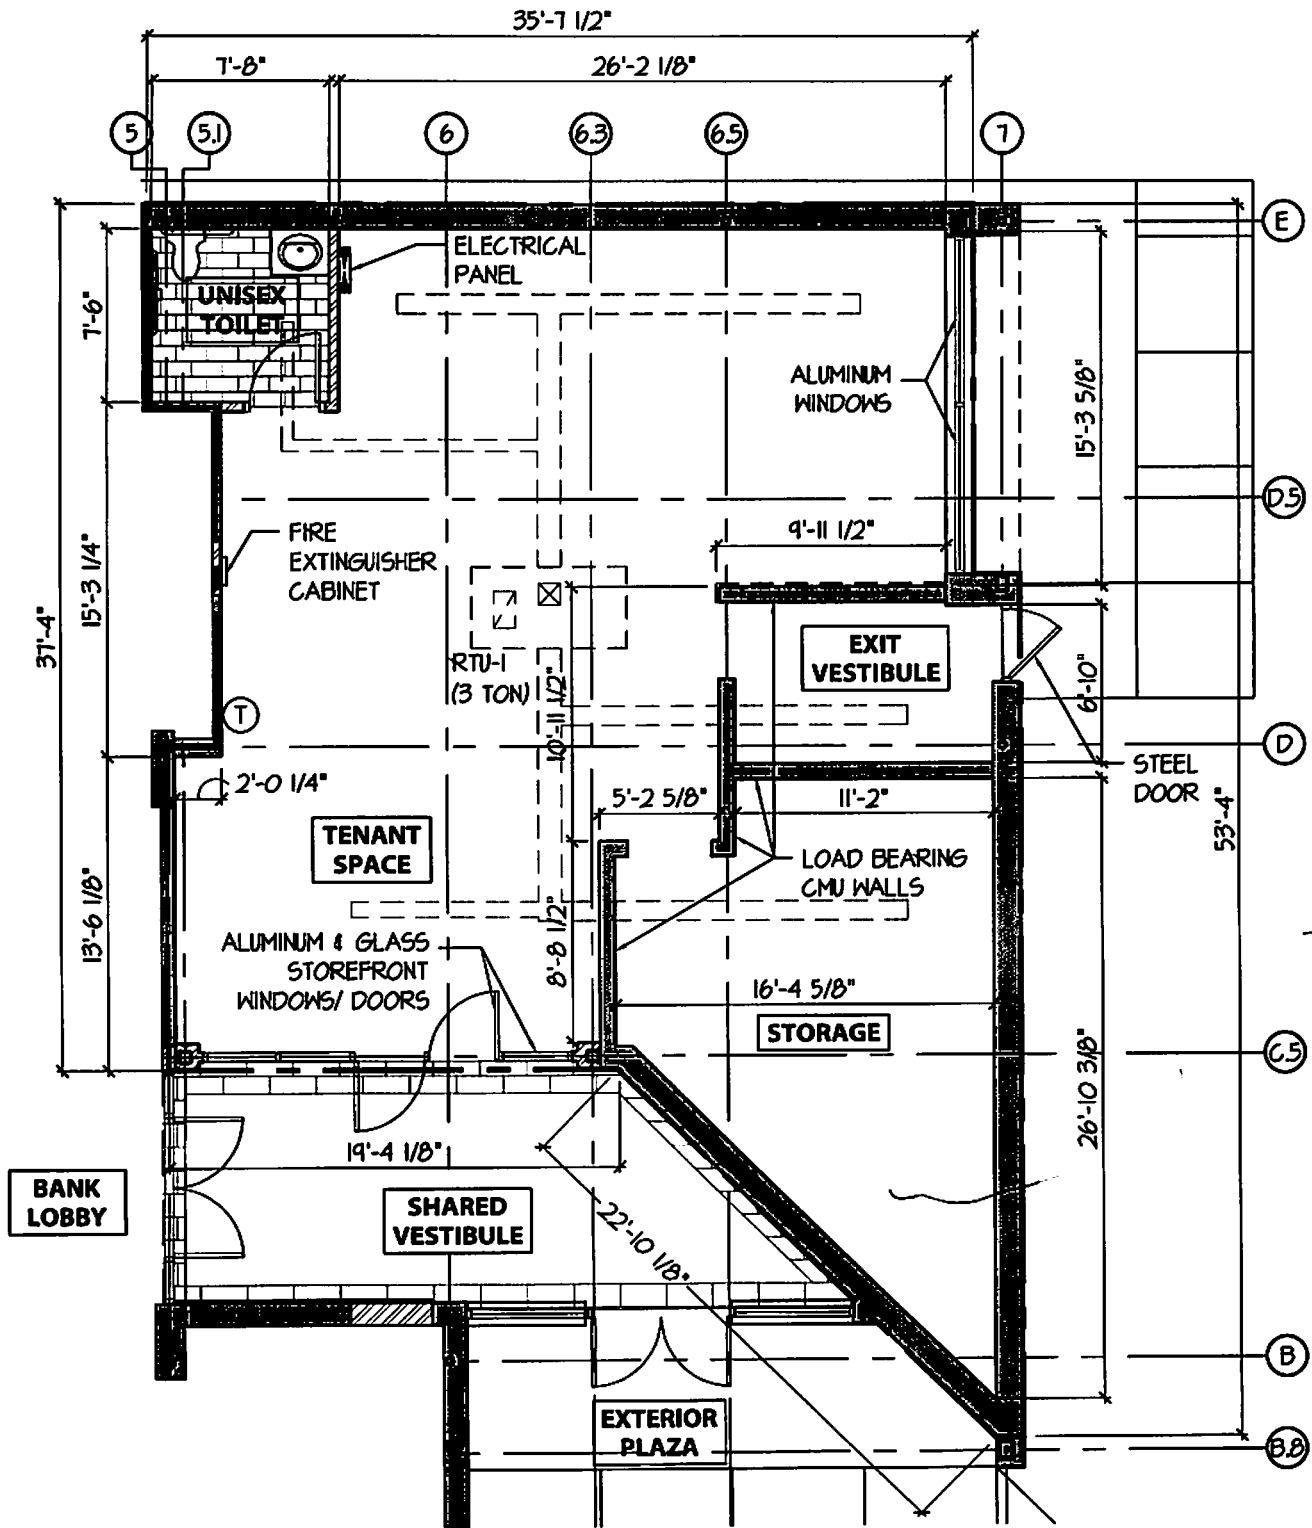 35'-7 1/2"
7'-8"
26'-2 1/8"
5
5.1
6
6.3
6.5
7
E
ELECTRICAL
PANEL
UNISEX
TOILET
7'-6"
ALUMINUM
WINDOWS
15'-3 5/8"
D.5
9'-11 1/2"
FIRE
EXTINGUISHER
CABINET
15'-3 1/4"
37'-4"
EXIT
VESTIBULE
RTU-1
(3 TON)
10'-11 1/2"
6'-10"
T
D
STEEL
DOOR
2'-0 1/4"
5'-2 5/8"
11'-2"
53'-4"
TENANT
SPACE
LOAD BEARING
CMU WALLS
13'-6 1/8"
8'-8 1/2"
ALUMINUM & GLASS
STOREFRONT
WINDOWS/ DOORS
16'-4 5/8"
STORAGE
C.5
26'-10 3/8"
19'-4 1/8"
BANK
LOBBY
SHARED
VESTIBULE
22'-10 1/8"
B
EXTERIOR
PLAZA
B.8